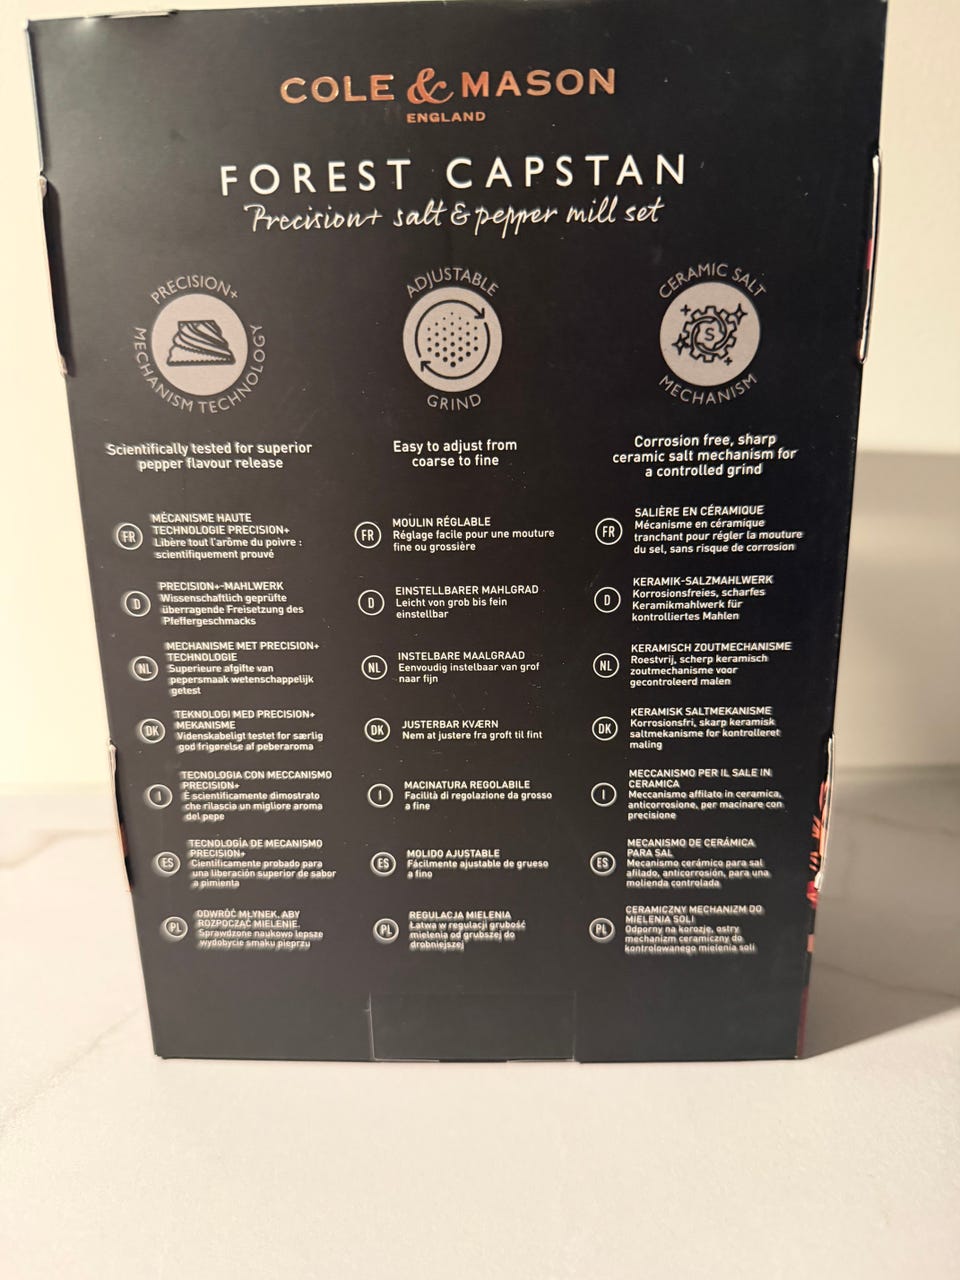 COLE & MASON
ENGLAND
FOREST CAPSTAN
Precision+ salt & pepper mill set
PRECISION+
MECHANISM TECHNOLOGY
Scientifically tested for superior
pepper flavour release
ADJUSTABLE
GRIND
Easy to adjust from
coarse to fine
CERAMIC SALT
S
MECHANISM
Corrosion free, sharp
ceramic salt mechanism for
a controlled grind
FR
MÉCANISME HAUTE
TECHNOLOGIE PRECISION+
Libère tout l'arôme du poivre :
scientifiquement prouvé
FR
MOULIN RÉGLABLE
Réglage facile pour une mouture
fine ou grossière
FR
SALIÈRE EN CÉRAMIQUE
Mécanisme en céramique
tranchant pour régler la mouture
du sel, sans risque de corrosion
D
PRECISION+-MAHLWERK
Wissenschaftlich geprüfte
überragende Freisetzung des
Pfeffergeschmacks
D
EINSTELLBARER MAHLGRAD
Leicht von grob bis fein
einstellbar
D
KERAMIK-SALZMAHLWERK
Korrosionsfreies, scharfes
Keramikmahlwerk für
kontrolliertes Mahlen
NL
MECHANISME MET PRECISION+
TECHNOLOGIE
Superieure afgifte van
pepersmaak wetenschappelijk
getest
NL
INSTELBARE MAALGRAAD
Eenvoudig instelbaar van grof
naar fijn
NL
KERAMISCH ZOUTMECHANISME
Roestvrij, scherp keramisch
zoutmechanisme voor
gecontroleerd malen
DK
TEKNOLOGI MED PRECISION+
MEKANISME
Videnskabeligt testet for særlig
god frigørelse af peberaroma
DK
JUSTERBAR KVÆRN
Nem at justere fra groft til fint
DK
KERAMISK SALTMEKANISME
Korrosionsfri, skarp keramisk
saltmekanisme for kontrolleret
maling
I
TECNOLOGIA CON MECCANISMO
PRECISION+
È scientificamente dimostrato
che rilascia un migliore aroma
del pepe
I
MACINATURA REGOLABILE
Facilità di regolazione da grosso
a fine
I
MECCANISMO PER IL SALE IN
CERAMICA
Meccanismo affilato in ceramica,
anticorrosione, per macinare con
precisione
ES
TECNOLOGÍA DE MECANISMO
PRECISION+
Científicamente probado para
una liberación superior de sabor
a pimienta
ES
MOLIDO AJUSTABLE
Fácilmente ajustable de grueso
a fino
ES
MECANISMO DE CERÁMICA
PARA SAL
Mecanismo cerámico para sal
afilado, anticorrosión, para una
molienda controlada
PL
ODWRÓĆ MŁYNEK, ABY
ROZPOCZĄĆ MIELENIE.
Sprawdzone naukowo lepsze
wydobycie smaku pieprzu
PL
REGULACJA MIELENIA
Łatwa w regulacji grubość
mielenia od grubszej do
drobniejszej
PL
CERAMICZNY MECHANIZM DO
MIELENIA SOLI
Odporny na korozję, ostry
mechanizm ceramiczny do
kontrolowanego mielenia soli